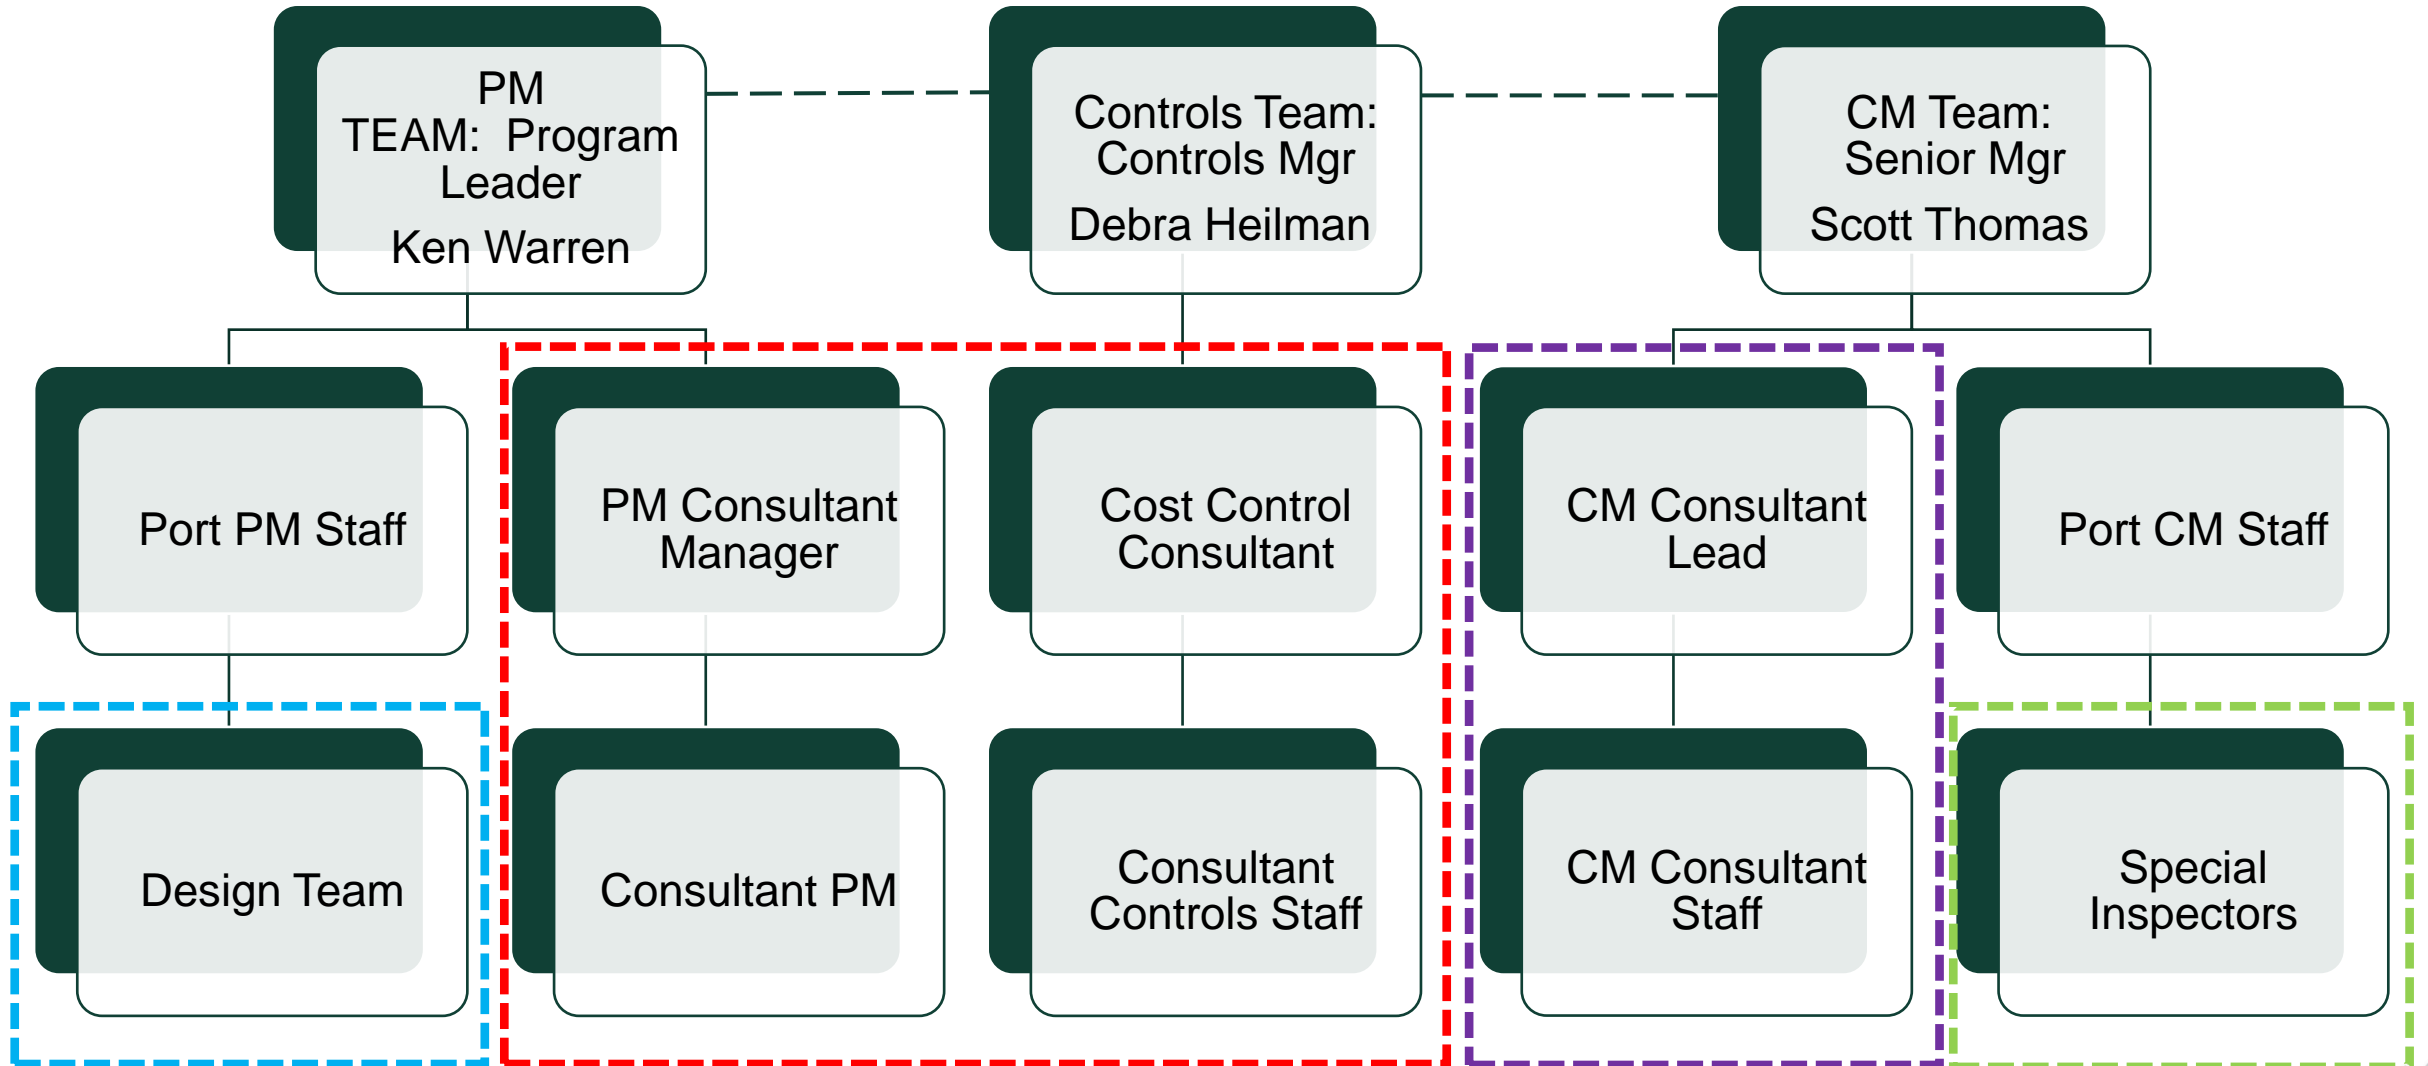 PM
TEAM:  Program
Leader
Ken Warren
Controls Team:
Controls Mgr
Debra Heilman
CM Team:
Senior Mgr
Scott Thomas
Port PM Staff
PM Consultant
Manager
Cost Control
Consultant
CM Consultant
Lead
Port CM Staff
Design Team
Consultant PM
Consultant
Controls Staff
CM Consultant
Staff
Special
Inspectors